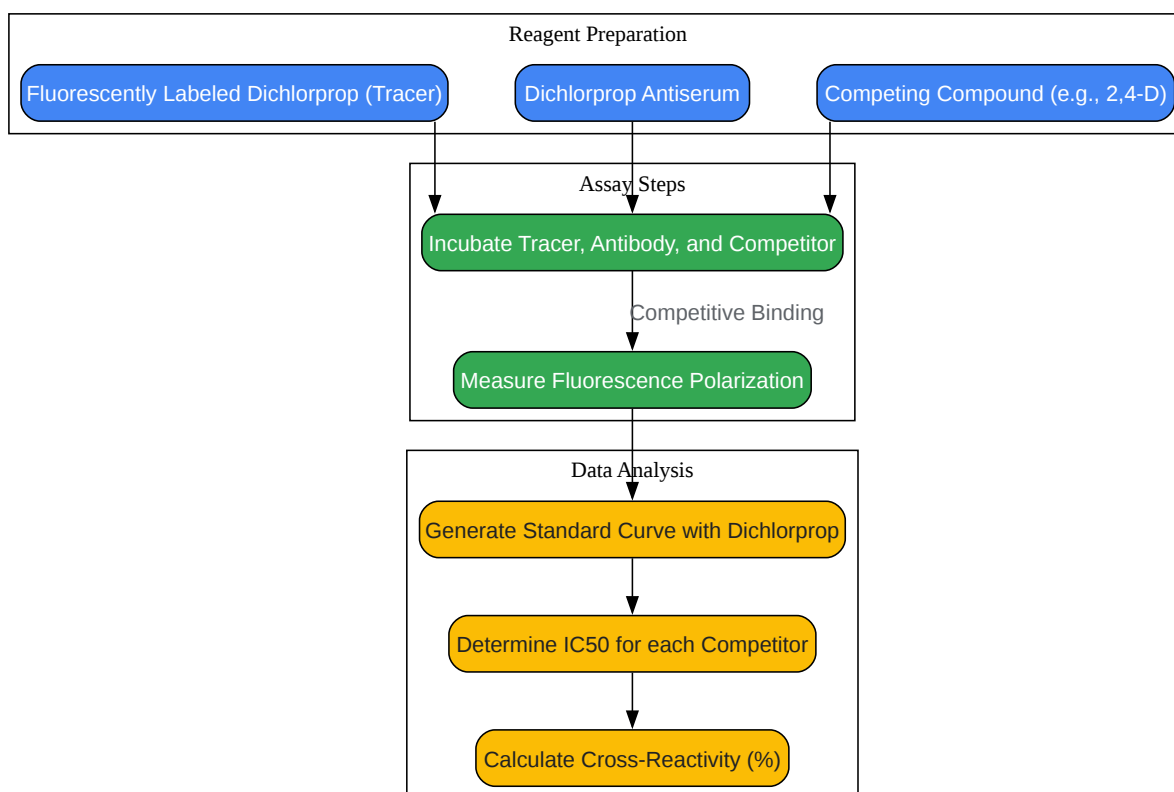 Reagent Preparation
Fluorescently Labeled Dichlorprop (Tracer)
Dichlorprop Antiserum
Competing Compound (e.g., 2,4-D)
Assay Steps
Incubate Tracer, Antibody, and Competitor
Competitive Binding
Measure Fluorescence Polarization
Data Analysis
Generate Standard Curve with Dichlorprop
Determine IC50 for each Competitor
Calculate Cross-Reactivity (%)